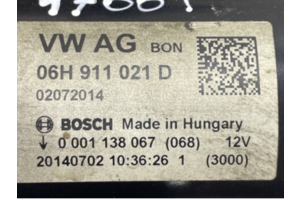 VW AG BON
06H 911 021 D
02072014
BOSCH Made in Hungary
0 001 138 067 (068) 12V
20140702 10:36:26 1 (3000)